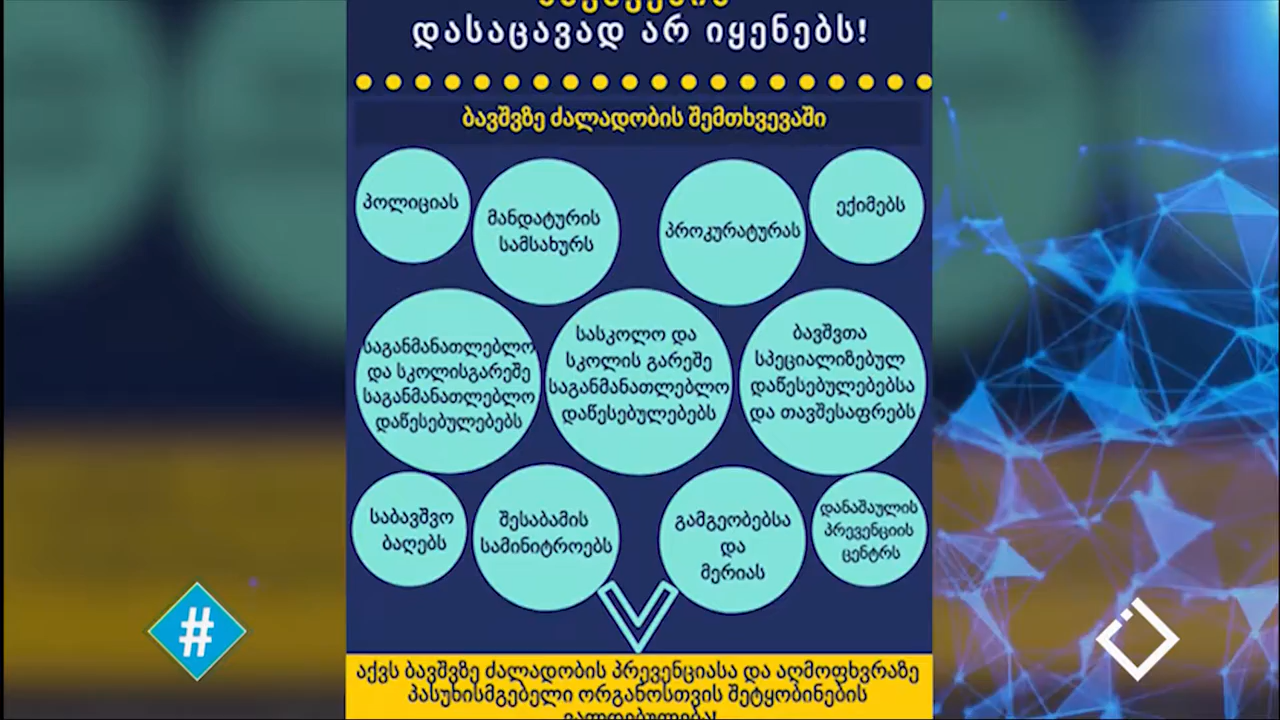 დასაცავად არ იყენებს!
ბავშვზე ძალადობის შემთხვევაში
პოლიციას
მანდატურის
სამსახურს
პროკურატურას
ექიმებს
საგანმანათლებლო
და სკოლისგარეშე
საგანმანათლებლო
დაწესებულებებს
სასკოლო და
სკოლის გარეშე
საგანმანათლებლო
დაწესებულებებს
ბავშვთა
სპეციალიზებულ
დაწესებულებებსა
და თავშესაფრებს
საბავშვო
ბაღებს
შესაბამის
სამინიტროებს
გამგეობებსა
და
მერიას
დანაშაულის
პრევენციის
ცენტრს
აქვს ბავშვზე ძალადობის პრევენციასა და აღმოფხვრაზე
პასუხისმგებელი ორგანოსთვის შეტყობინების
ვალდებულება!
#